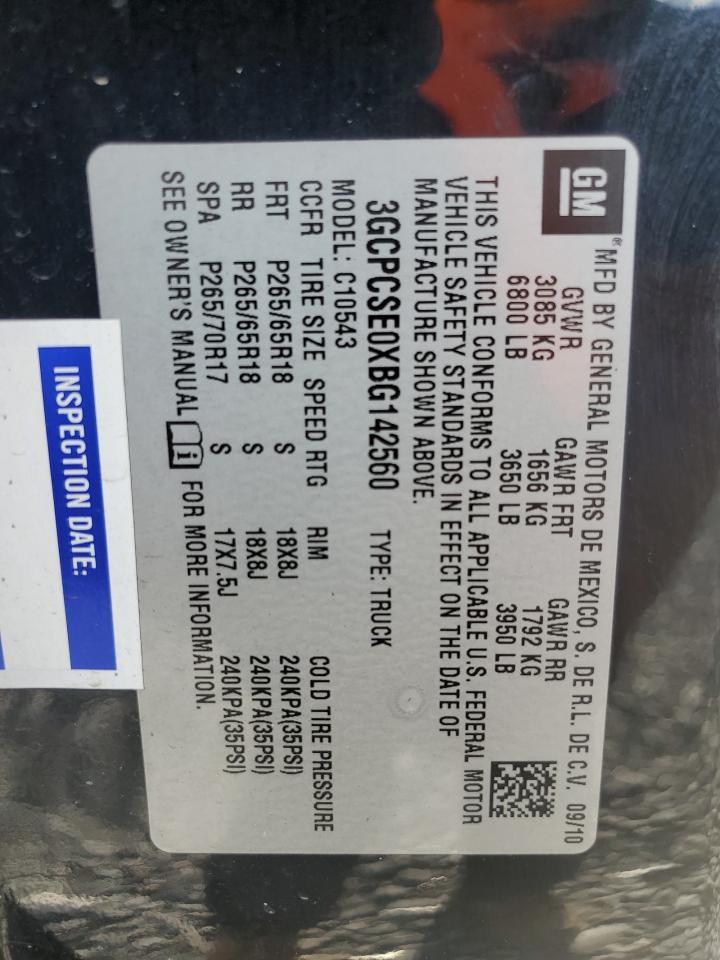 GM
® MFD BY GENERAL MOTORS DE MEXICO, S. DE R.L. DE C.V. 09/10
GVWR GAWR FRT GAWR RR
3085 KG 1656 KG 1792 KG
6800 LB 3650 LB 3950 LB
THIS VEHICLE CONFORMS TO ALL APPLICABLE U.S. FEDERAL MOTOR
VEHICLE SAFETY STANDARDS IN EFFECT ON THE DATE OF
MANUFACTURE SHOWN ABOVE.
3GCPCSE0XBG142560 TYPE: TRUCK
MODEL: C10543
CCFR TIRE SIZE SPEED RTG RIM COLD TIRE PRESSURE
FRT P265/65R18 S 18X8J 240KPA(35PSI)
RR P265/65R18 S 18X8J 240KPA(35PSI)
SPA P265/70R17 S 17X7.5J 240KPA(35PSI)
SEE OWNER'S MANUAL i FOR MORE INFORMATION.
INSPECTION DATE: